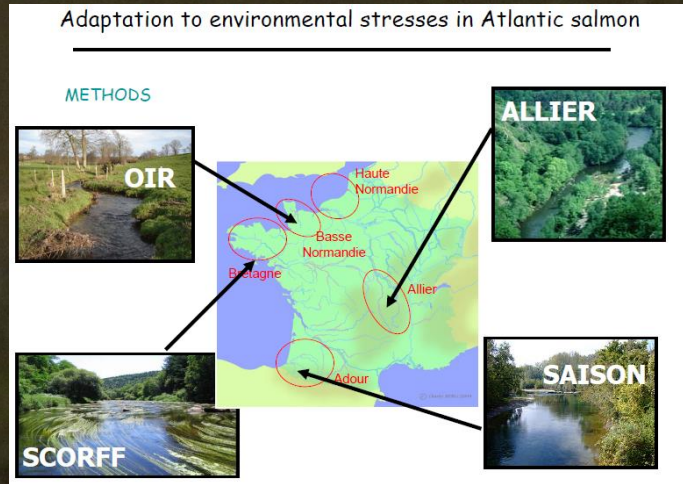 Adaptation to environmental stresses in Atlantic salmon
METHODS
OIR
ALLIER
Haute
Normandie
Basse
Normandie
Bretagne
Allier
Adour
SCORFF
SAISON